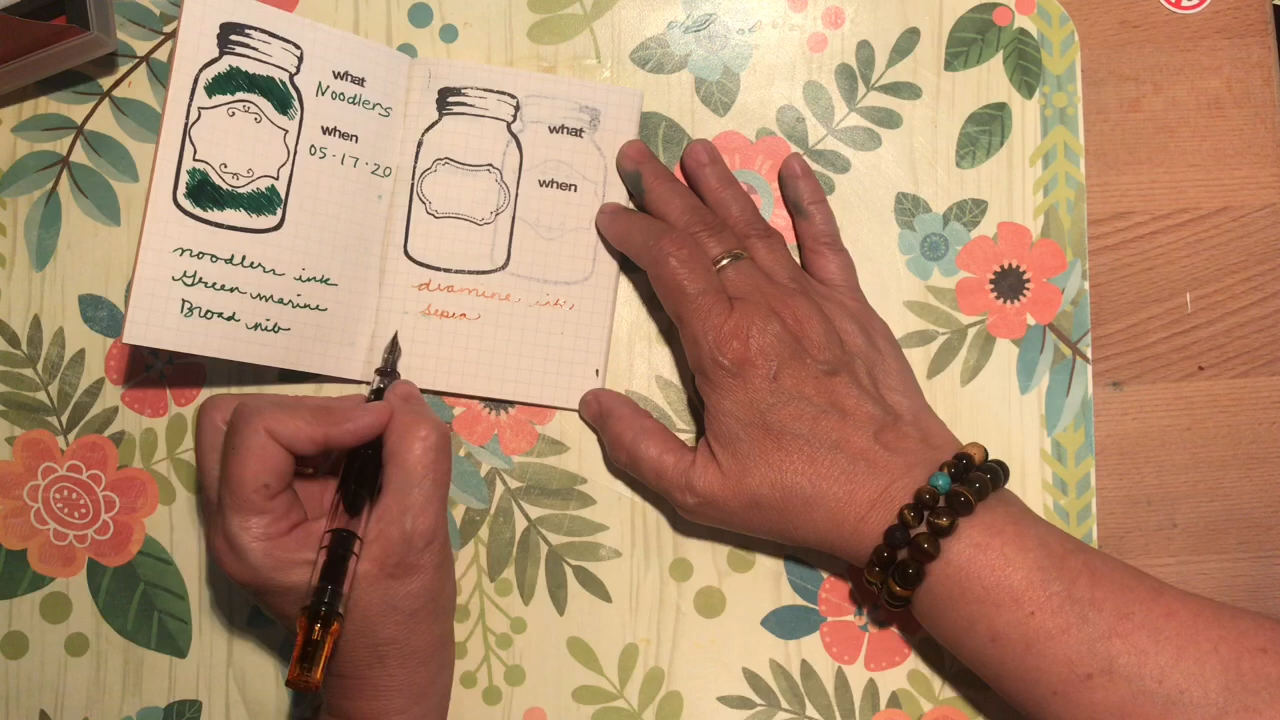 what
Noodlers
when
05.17.20
noodlers ink
Green marine
Broad nib
what
when
diamine ink
Sepia